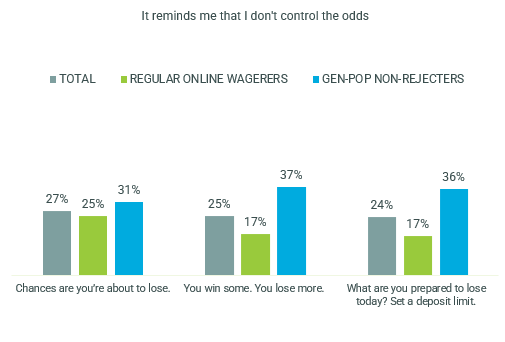 It reminds me that I don't control the odds
TOTAL REGULAR ONLINE WAGERERS GEN-POP NON-REJECTERS
27% 25% 31% 25% 17% 37% 24% 17% 36%
Chances are you're about to lose. You win some. You lose more. What are you prepared to lose
today? Set a deposit limit.